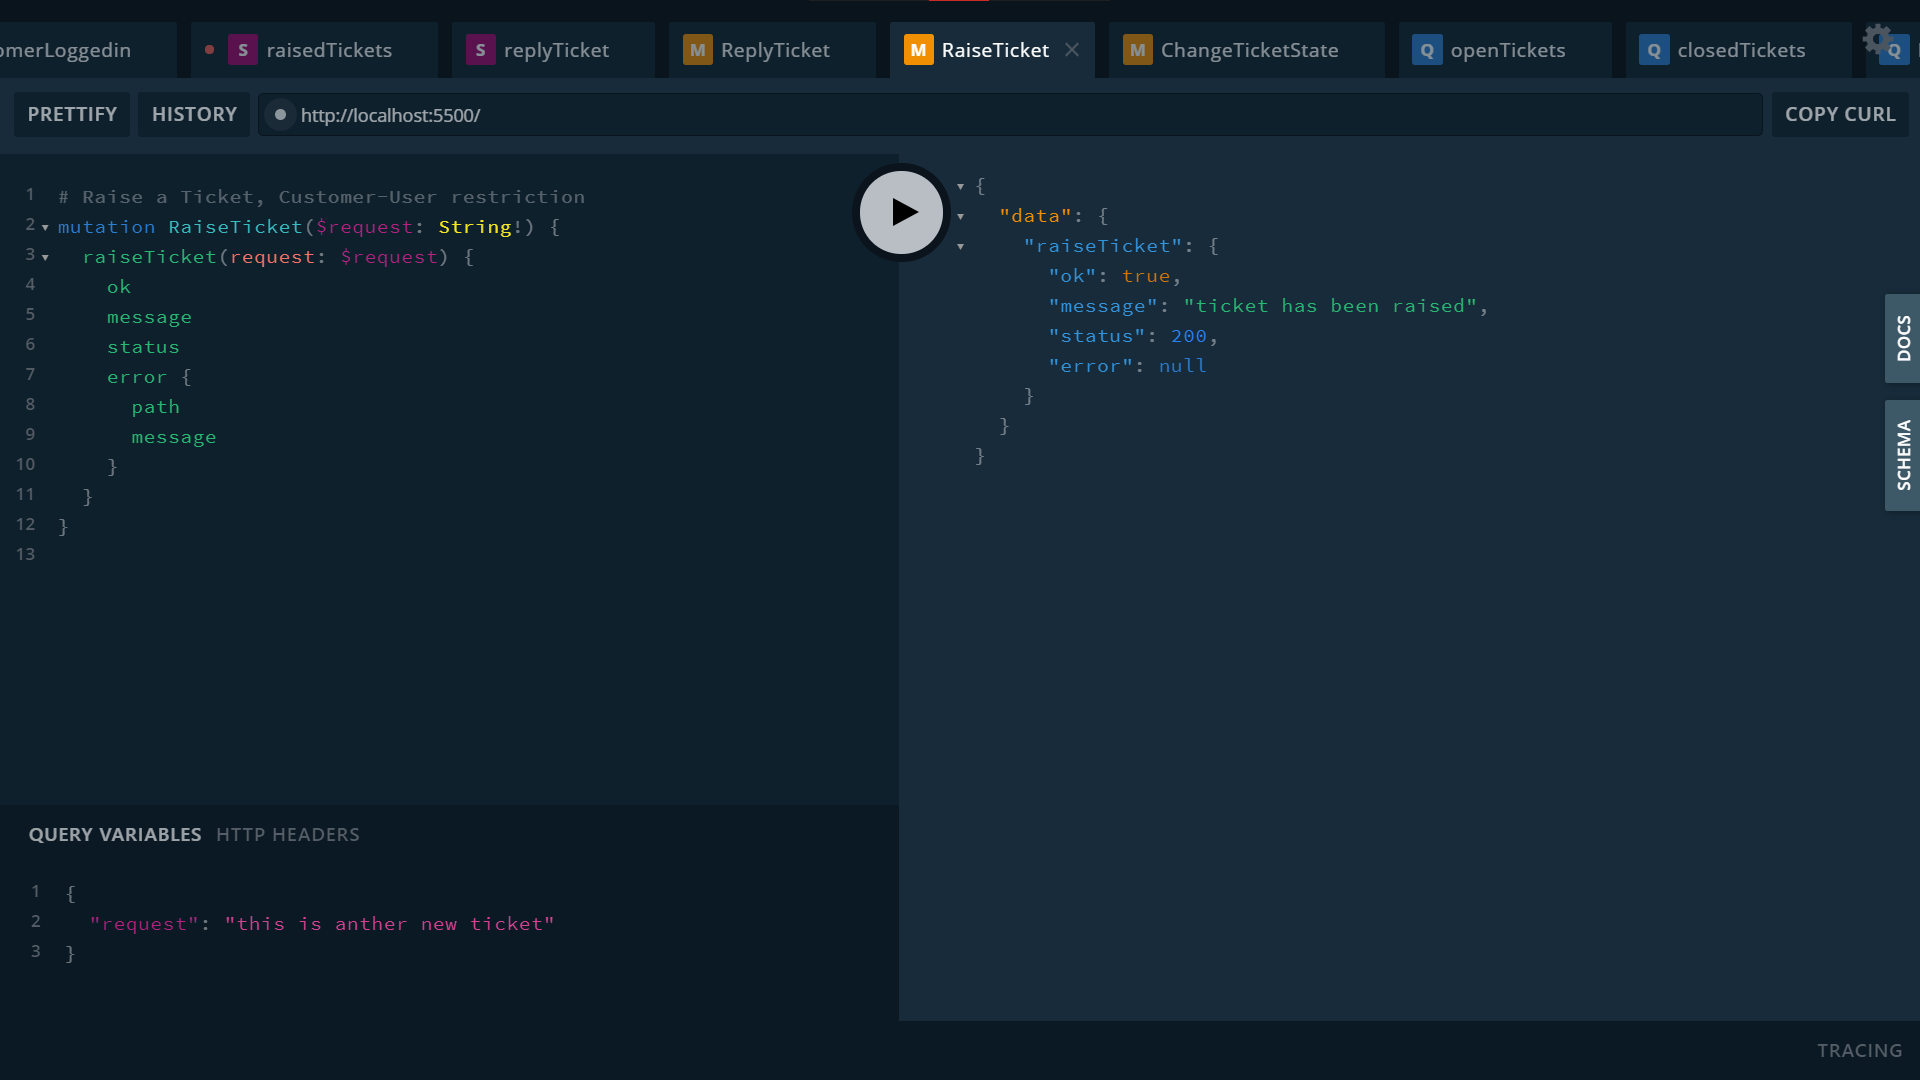 omerLoggedin
S raisedTickets
S replyTicket
M ReplyTicket
M RaiseTicket
M ChangeTicketState
Q openTickets
Q closedTickets
Q
PRETTIFY
HISTORY
http://localhost:5500/
COPY CURL
1 # Raise a Ticket, Customer-User restriction
2 mutation RaiseTicket($request: String!) {
3 raiseTicket(request: $request) {
4 ok
5 message
6 status
7 error {
8 path
9 message
10 }
11 }
12 }
13
{
"data": {
"raiseTicket": {
"ok": true,
"message": "ticket has been raised",
"status": 200,
"error": null
}
}
}
DOCS
SCHEMA
QUERY VARIABLES
HTTP HEADERS
1 {
2 "request": "this is anther new ticket"
3 }
TRACING